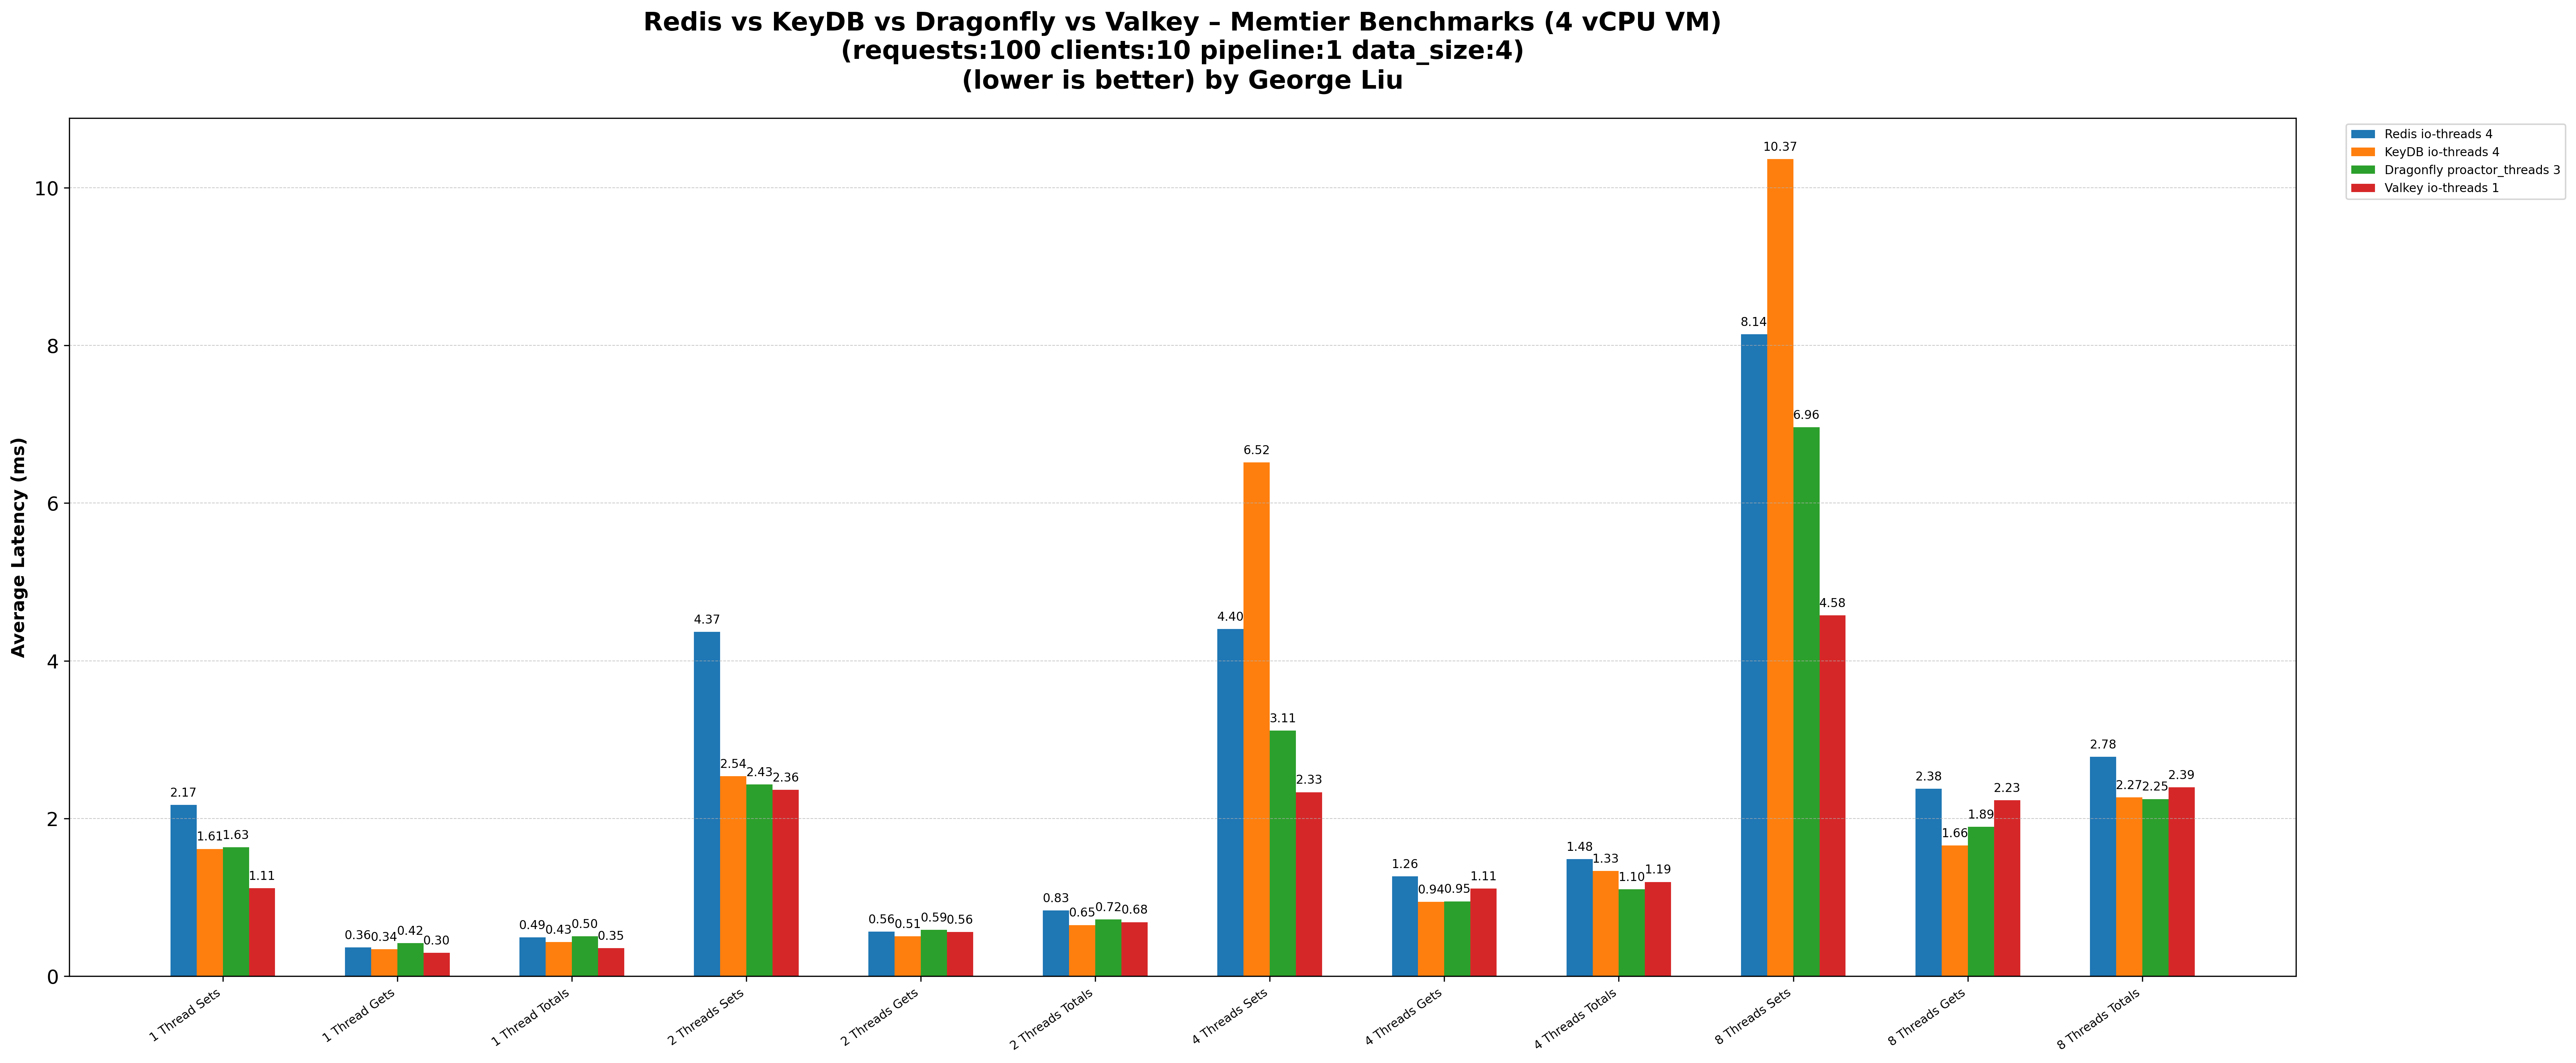 Redis vs KeyDB vs Dragonfly vs Valkey – Memtier Benchmarks (4 vCPU VM)
(requests:100 clients:10 pipeline:1 data_size:4)
(lower is better) by George Liu
Redis io-threads 4
KeyDB io-threads 4
Dragonfly proactor_threads 3
Valkey io-threads 1
Average Latency (ms)
10
8
6
4
2
0
2.17
1.61
1.63
1.11
0.36
0.34
0.42
0.30
0.49
0.43
0.50
0.35
4.37
2.54
2.43
2.36
0.56
0.51
0.59
0.56
0.83
0.65
0.72
0.68
4.40
6.52
3.11
2.33
1.26
0.94
0.95
1.11
1.48
1.33
1.10
1.19
8.14
10.37
6.96
4.58
2.38
1.66
1.89
2.23
2.78
2.27
2.25
2.39
1 Thread Sets
1 Thread Gets
1 Thread Totals
2 Threads Sets
2 Threads Gets
2 Threads Totals
4 Threads Sets
4 Threads Gets
4 Threads Totals
8 Threads Sets
8 Threads Gets
8 Threads Totals